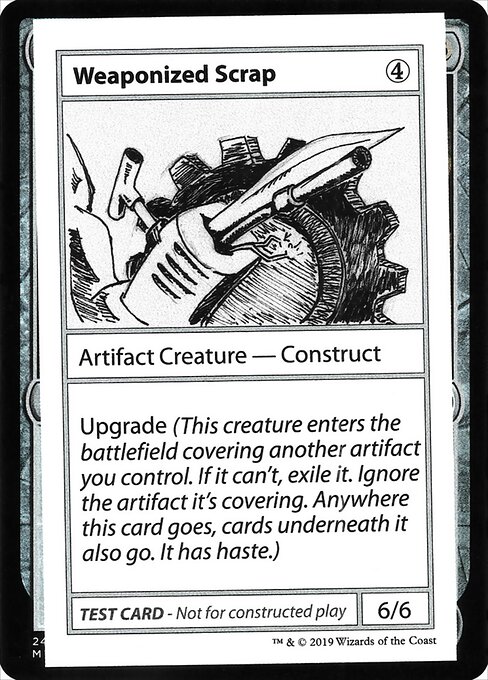 Weaponized Scrap 4
Artifact Creature — Construct
Upgrade (This creature enters the
battlefield covering another artifact
you control. If it can't, exile it. Ignore
the artifact it's covering. Anywhere
this card goes, cards underneath it
also go. It has haste.)
TEST CARD - Not for constructed play
6/6
™ & © 2019 Wizards of the Coast
24
M